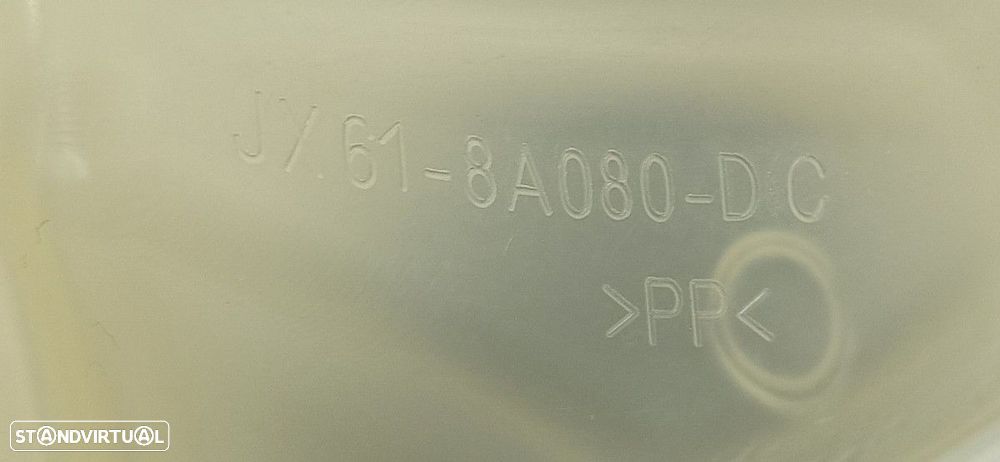 JX61-8A080-DC
>PP<
STANDVIRTUAL